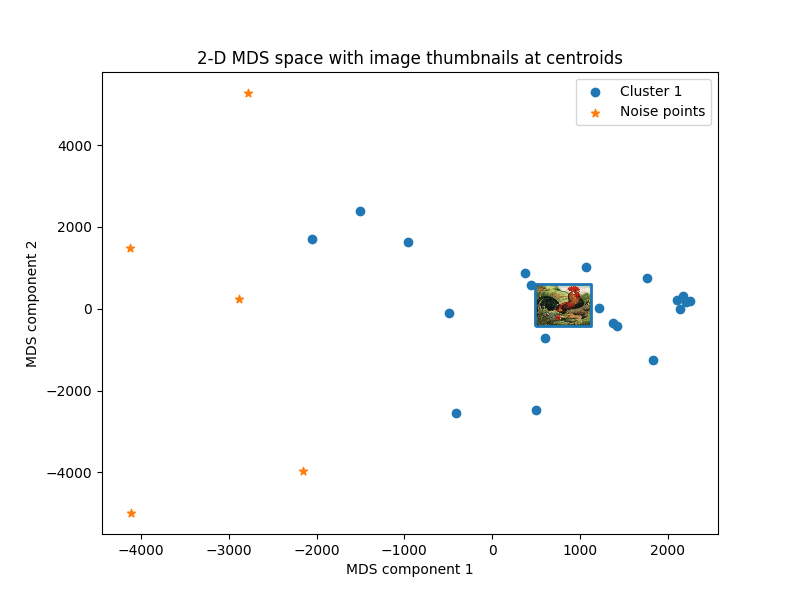 2-D MDS space with image thumbnails at centroids
Cluster 1
Noise points
4000
2000
0
−2000
−4000
MDS component 2
−4000 −3000 −2000 −1000 0 1000 2000
MDS component 1